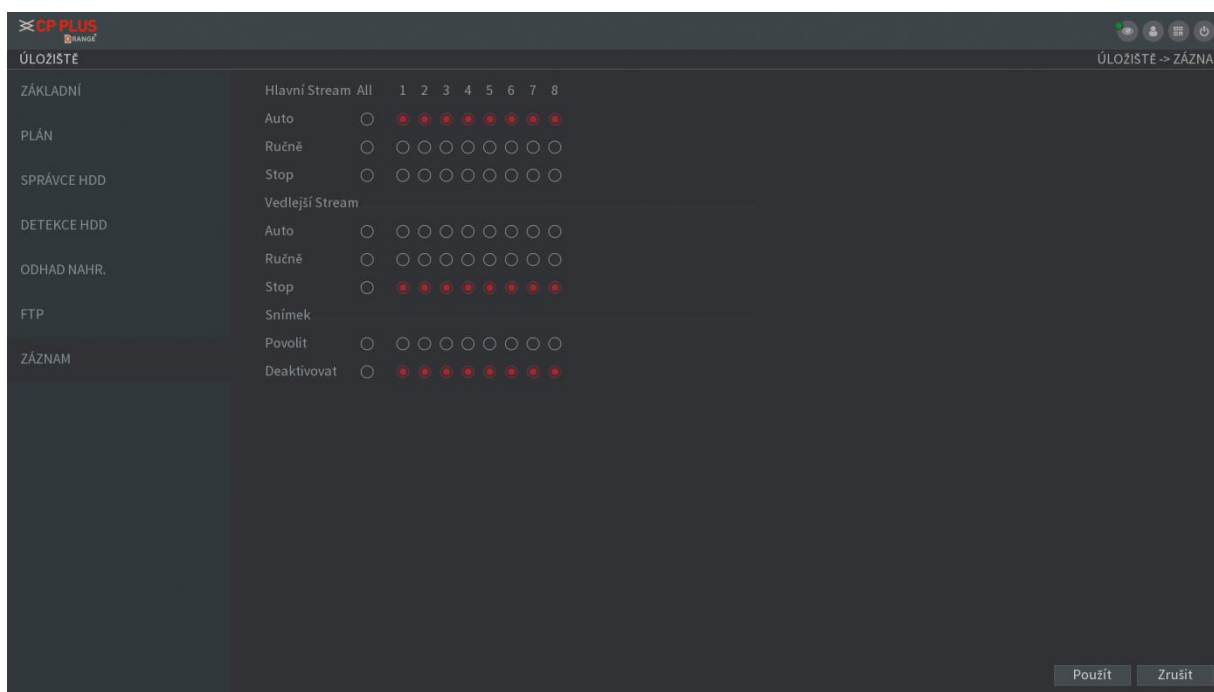 CP PLUS
ORANGE
ÚLOŽIŠTĚ
ÚLOŽIŠTĚ -> ZÁZNA
ZÁKLADNÍ
PLÁN
SPRÁVCE HDD
DETEKCE HDD
ODHAD NAHR.
FTP
ZÁZNAM
Hlavní Stream All 1 2 3 4 5 6 7 8
Auto
Ručně
Stop
Vedlejší Stream
Auto
Ručně
Stop
Snímek
Povolit
Deaktivovat
Použít Zrušit